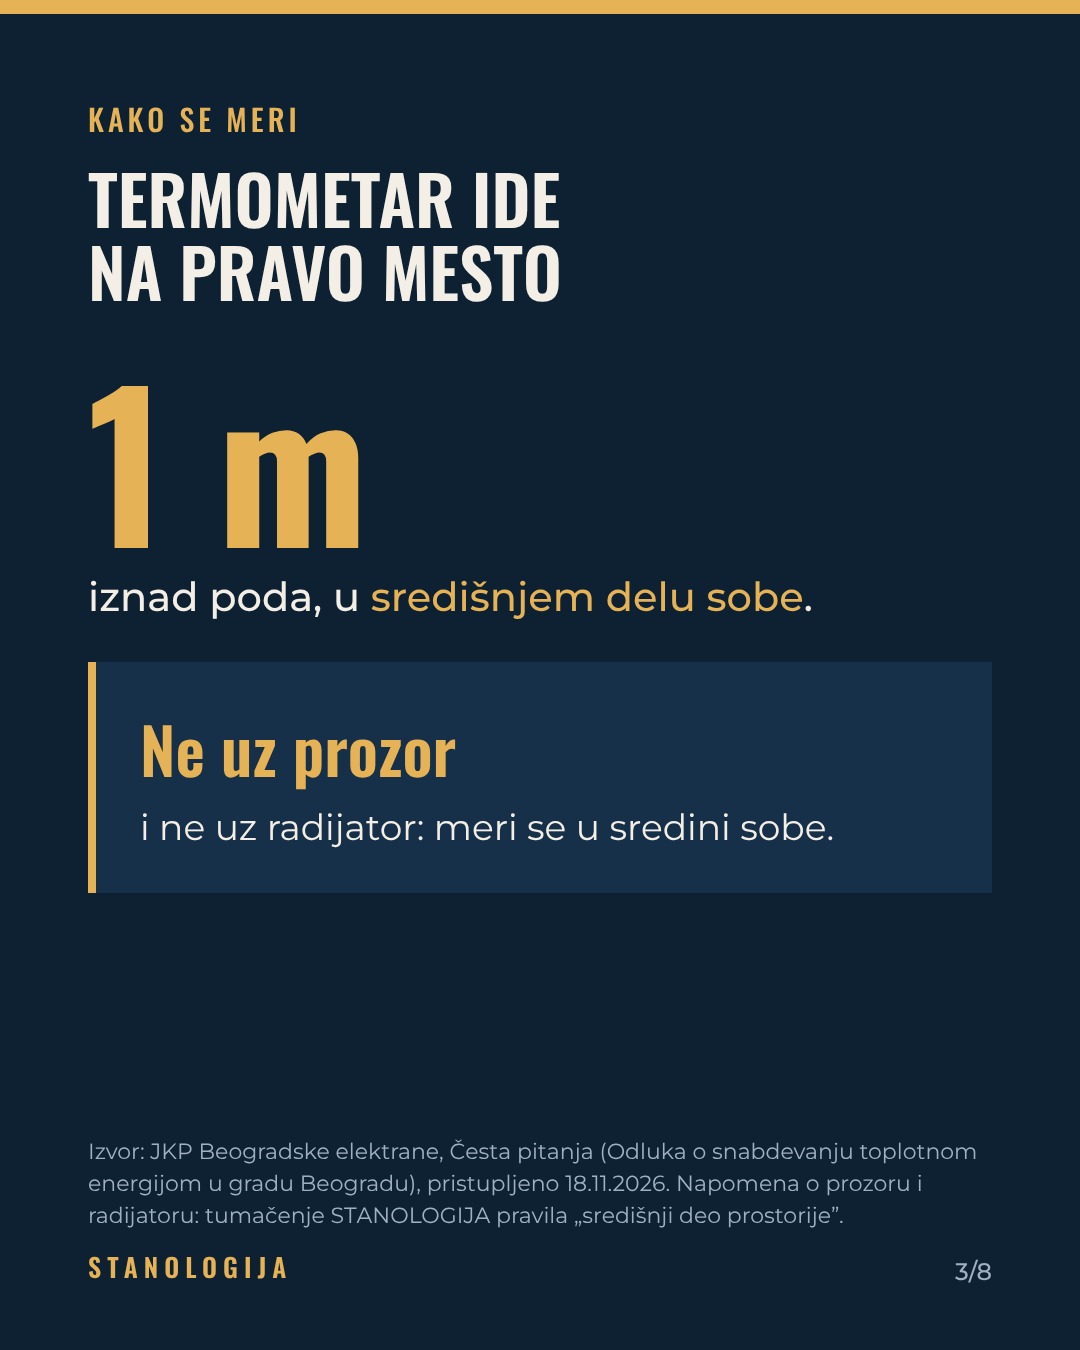 KAKO SE MERI
TERMOMETAR IDE
NA PRAVO MESTO
1 m
iznad poda, u središnjem delu sobe.
Ne uz prozor
i ne uz radijator: meri se u sredini sobe.
Izvor: JKP Beogradske elektrane, Česta pitanja (Odluka o snabdevanju toplotnom
energijom u gradu Beogradu), pristupljeno 18.11.2026. Napomena o prozoru i
radijatoru: tumačenje STANOLOGIJA pravila „središnji deo prostorije”.
STANOLOGIJA
3/8